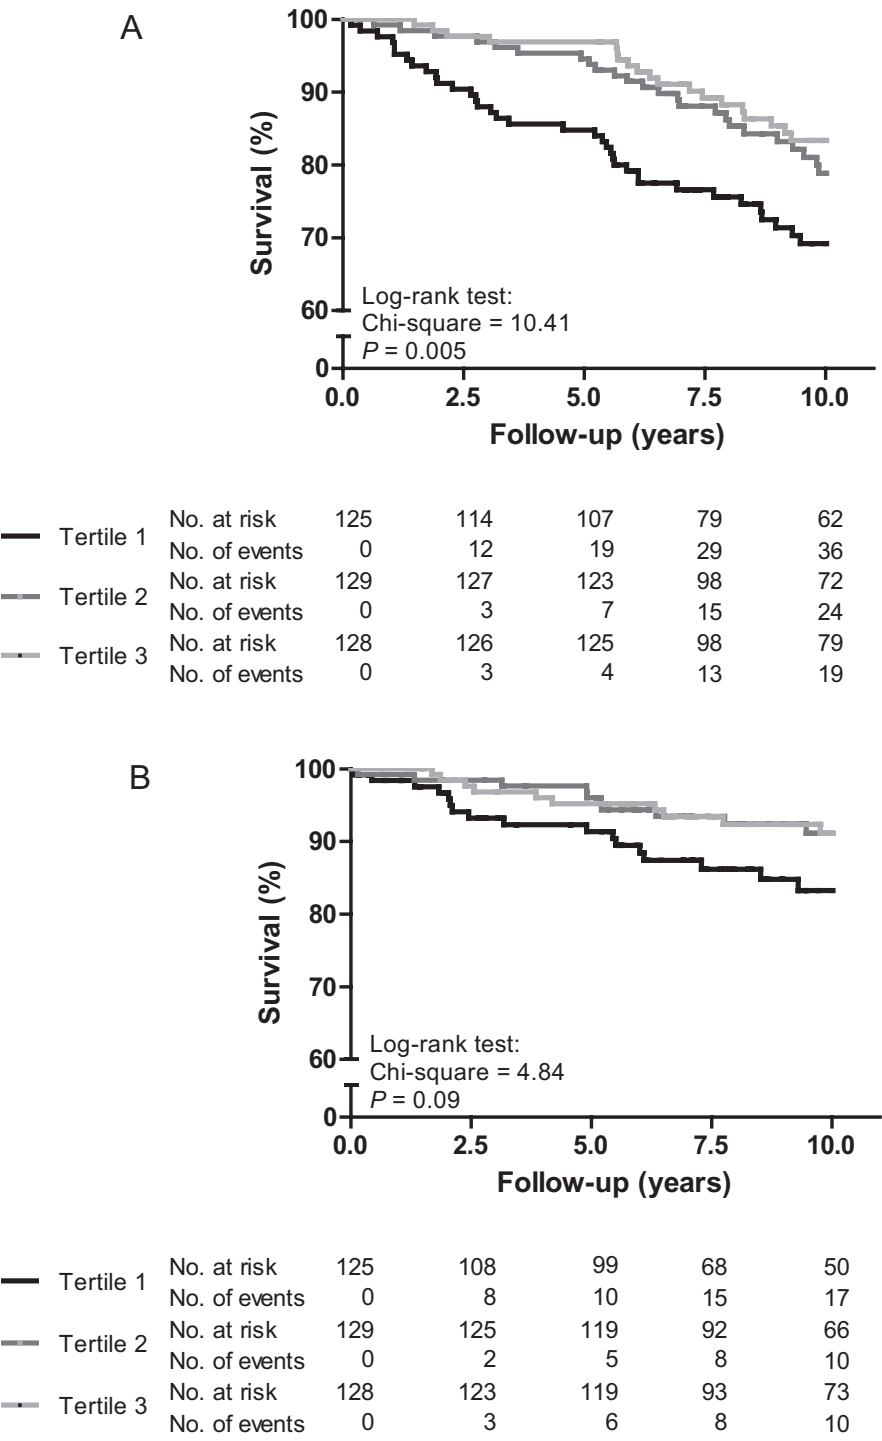 A
100
90
80
70
60
0
Survival (%)
Log-rank test:
Chi-square = 10.41
P = 0.005
0.0 2.5 5.0 7.5 10.0
Follow-up (years)
Tertile 1
No. at risk 125 114 107 79 62
No. of events 0 12 19 29 36
Tertile 2
No. at risk 129 127 123 98 72
No. of events 0 3 7 15 24
Tertile 3
No. at risk 128 126 125 98 79
No. of events 0 3 4 13 19
B
100
90
80
70
60
0
Survival (%)
Log-rank test:
Chi-square = 4.84
P = 0.09
0.0 2.5 5.0 7.5 10.0
Follow-up (years)
Tertile 1
No. at risk 125 108 99 68 50
No. of events 0 8 10 15 17
Tertile 2
No. at risk 129 125 119 92 66
No. of events 0 2 5 8 10
Tertile 3
No. at risk 128 123 119 93 73
No. of events 0 3 6 8 10